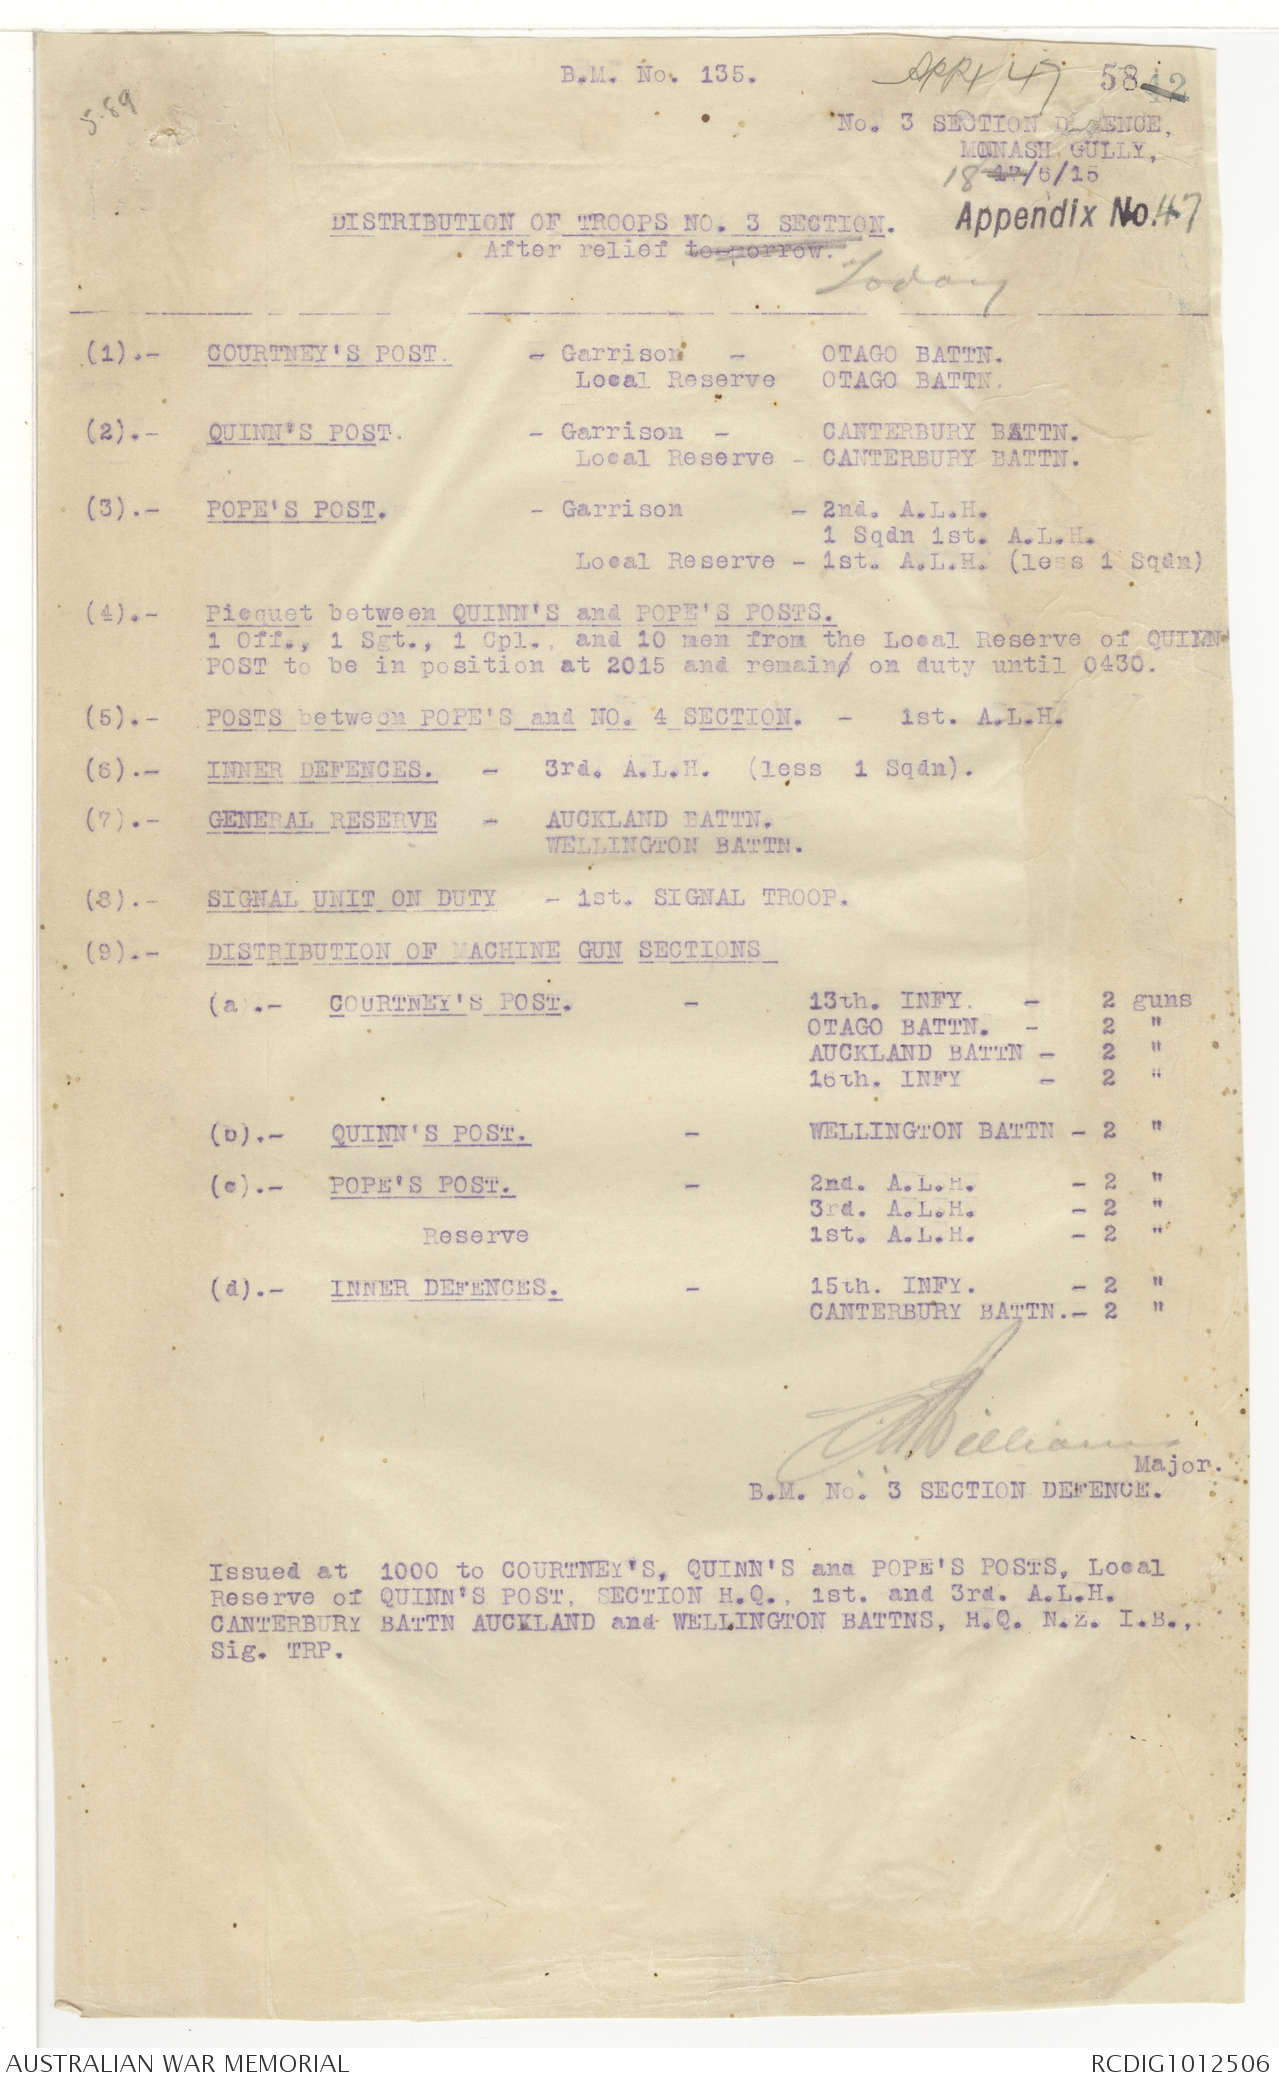 B.M. No. 135.
Appx 47
58 42
5.89
No. 3 SECTION DEFENCE,
MONASH GULLY,
18 17/6/15
Appendix No. 47
DISTRIBUTION OF TROOPS NO. 3 SECTION.
After relief to-morrow.
Today
(1).- COURTNEY'S POST. - Garrison - OTAGO BATTN.
Local Reserve OTAGO BATTN.
(2).- QUINN'S POST. - Garrison - CANTERBURY BATTN.
Local Reserve - CANTERBURY BATTN.
(3).- POPE'S POST. - Garrison - 2nd. A.L.H.
1 Sqdn 1st. A.L.H.
Local Reserve - 1st. A.L.H. (less 1 Sqdn)
(4).- Picquet between QUINN'S and POPE'S POSTS.
1 Off., 1 Sgt., 1 Cpl., and 10 men from the Local Reserve of QUINN
POST to be in position at 2015 and remain on duty until 0430.
(5).- POSTS between POPE'S and NO. 4 SECTION. - 1st. A.L.H.
(6).- INNER DEFENCES. - 3rd. A.L.H. (less 1 Sqdn).
(7).- GENERAL RESERVE - AUCKLAND BATTN.
WELLINGTON BATTN.
(8).- SIGNAL UNIT ON DUTY - 1st. SIGNAL TROOP.
(9).- DISTRIBUTION OF MACHINE GUN SECTIONS
(a).- COURTNEY'S POST. - 13th. INFY. - 2 guns
OTAGO BATTN. - 2 "
AUCKLAND BATTN - 2 "
16th. INFY - 2 "
(b).- QUINN'S POST. - WELLINGTON BATTN - 2 "
(c).- POPE'S POST. - 2nd. A.L.H. - 2 "
3rd. A.L.H. - 2 "
Reserve 1st. A.L.H. - 2 "
(d).- INNER DEFENCES. - 15th. INFY. - 2 "
CANTERBURY BATTN.- 2 "
Williams
Major.
B.M. No. 3 SECTION DEFENCE.
Issued at 1000 to COURTNEY'S, QUINN'S and POPE'S POSTS, Local
Reserve of QUINN'S POST, SECTION H.Q., 1st. and 3rd. A.L.H.
CANTERBURY BATTN AUCKLAND and WELLINGTON BATTNS, H.Q. N.Z. I.B.,
Sig. TRP.
AUSTRALIAN WAR MEMORIAL
RCDIG1012506